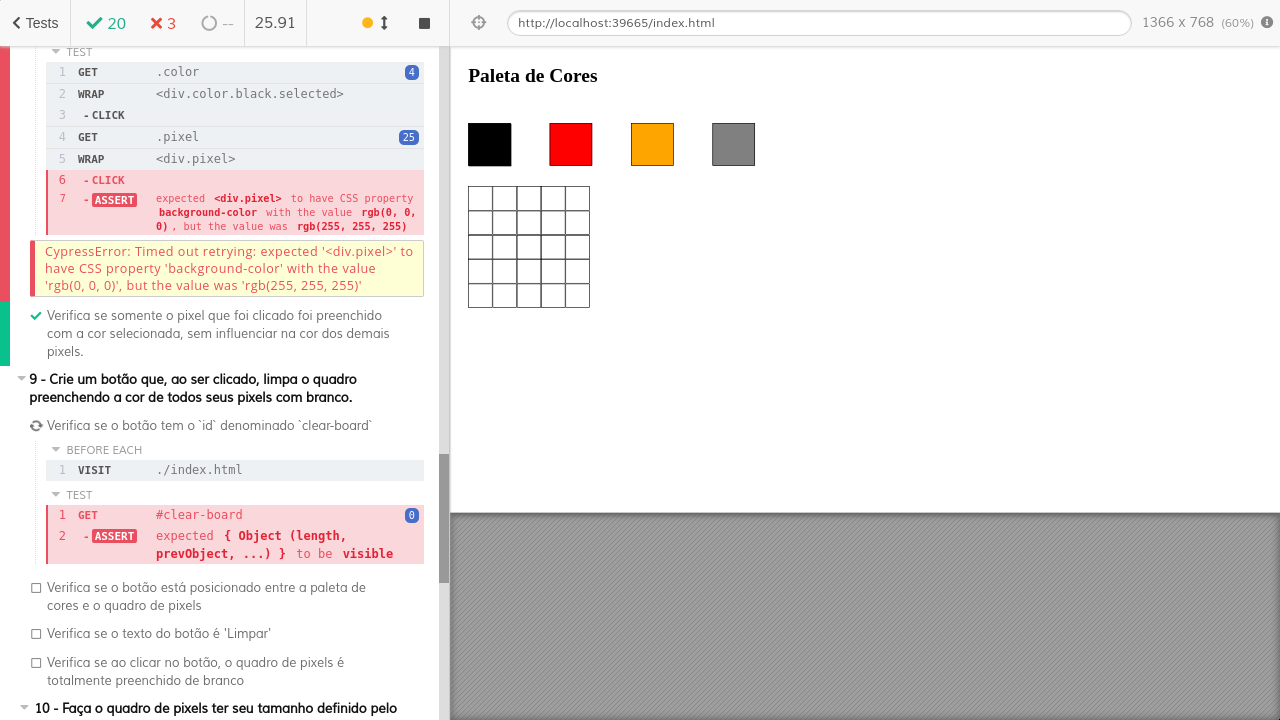 Tests 20 3 -- 25.91
http://localhost:39665/index.html 1366 x 768 (60%)
TEST
1 GET .color 4
2 WRAP <div.color.black.selected>
3 - CLICK
4 GET .pixel 25
5 WRAP <div.pixel>
6 - CLICK
7 - ASSERT expected <div.pixel> to have CSS property
background-color with the value rgb(0, 0,
0) , but the value was rgb(255, 255, 255)
CypressError: Timed out retrying: expected '<div.pixel>' to
have CSS property 'background-color' with the value
'rgb(0, 0, 0)', but the value was 'rgb(255, 255, 255)'
Verifica se somente o pixel que foi clicado foi preenchido
com a cor selecionada, sem influenciar na cor dos demais
pixels.
9 - Crie um botão que, ao ser clicado, limpa o quadro
preenchendo a cor de todos seus pixels com branco.
Verifica se o botão tem o `id` denominado `clear-board`
BEFORE EACH
1 VISIT ./index.html
TEST
1 GET #clear-board 0
2 - ASSERT expected { Object (length,
prevObject, ...) } to be visible
Verifica se o botão está posicionado entre a paleta de
cores e o quadro de pixels
Verifica se o texto do botão é 'Limpar'
Verifica se ao clicar no botão, o quadro de pixels é
totalmente preenchido de branco
10 - Faça o quadro de pixels ter seu tamanho definido pelo
Paleta de Cores